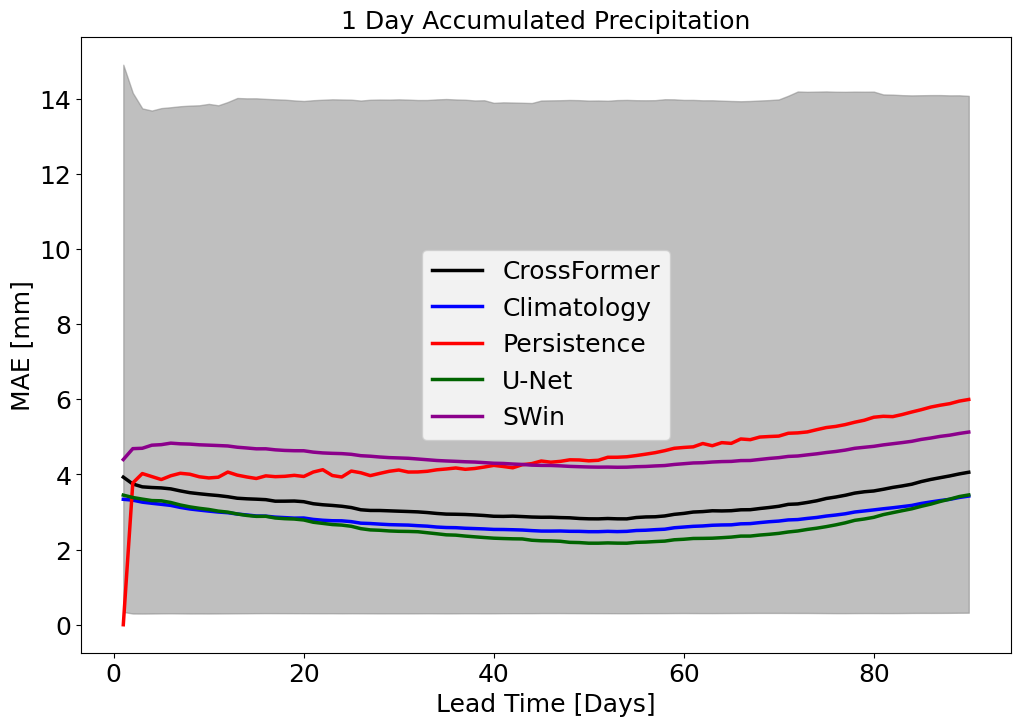 1 Day Accumulated Precipitation
MAE [mm]
14
12
10
8
6
4
2
0
CrossFormer
Climatology
Persistence
U-Net
SWin
0 20 40 60 80
Lead Time [Days]